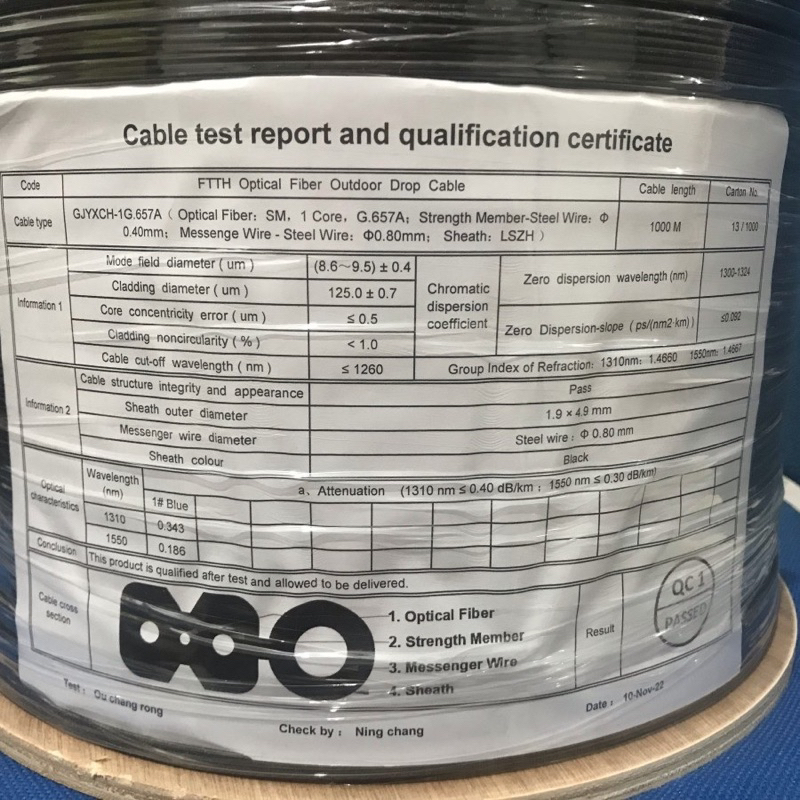 Cable test report and qualification certificate
Code FTTH Optical Fiber Outdoor Drop Cable Cable length Carton No.
Cable type GJYXCH-1G.657A ( Optical Fiber: SM, 1 Core, G.657A; Strength Member-Steel Wire: Φ 1000 M 13 / 1000
0.40mm; Messenge Wire - Steel Wire: Φ0.80mm; Sheath: LSZH )
Information 1 Mode field diameter ( um ) (8.6~9.5) ± 0.4 Chromatic dispersion coefficient Zero dispersion wavelength (nm) 1300-1324
Cladding diameter ( um ) 125.0 ± 0.7
Core concentricity error ( um ) ≤ 0.5 Zero Dispersion-slope ( ps/(nm2·km) ) ≤0.092
Cladding noncircularity ( % ) < 1.0
Cable cut-off wavelength ( nm ) ≤ 1260 Group Index of Refraction: 1310nm: 1.4660 1550nm: 1.4667
Information 2 Cable structure integrity and appearance Pass
Sheath outer diameter 1.9 × 4.9 mm
Messenger wire diameter Steel wire : Φ 0.80 mm
Sheath colour Black
Optical characteristics Wavelength (nm) a、Attenuation (1310 nm ≤ 0.40 dB/km ; 1550 nm ≤ 0.30 dB/km)
1# Blue
1310 0.343
1550 0.186
Conclusion This product is qualified after test and allowed to be delivered.
Cable cross section
1. Optical Fiber
2. Strength Member
3. Messenger Wire
4. Sheath
Result
QC 1
PASSED
Test : Ou chang rong
Check by : Ning chang
Date : 10-Nov-22